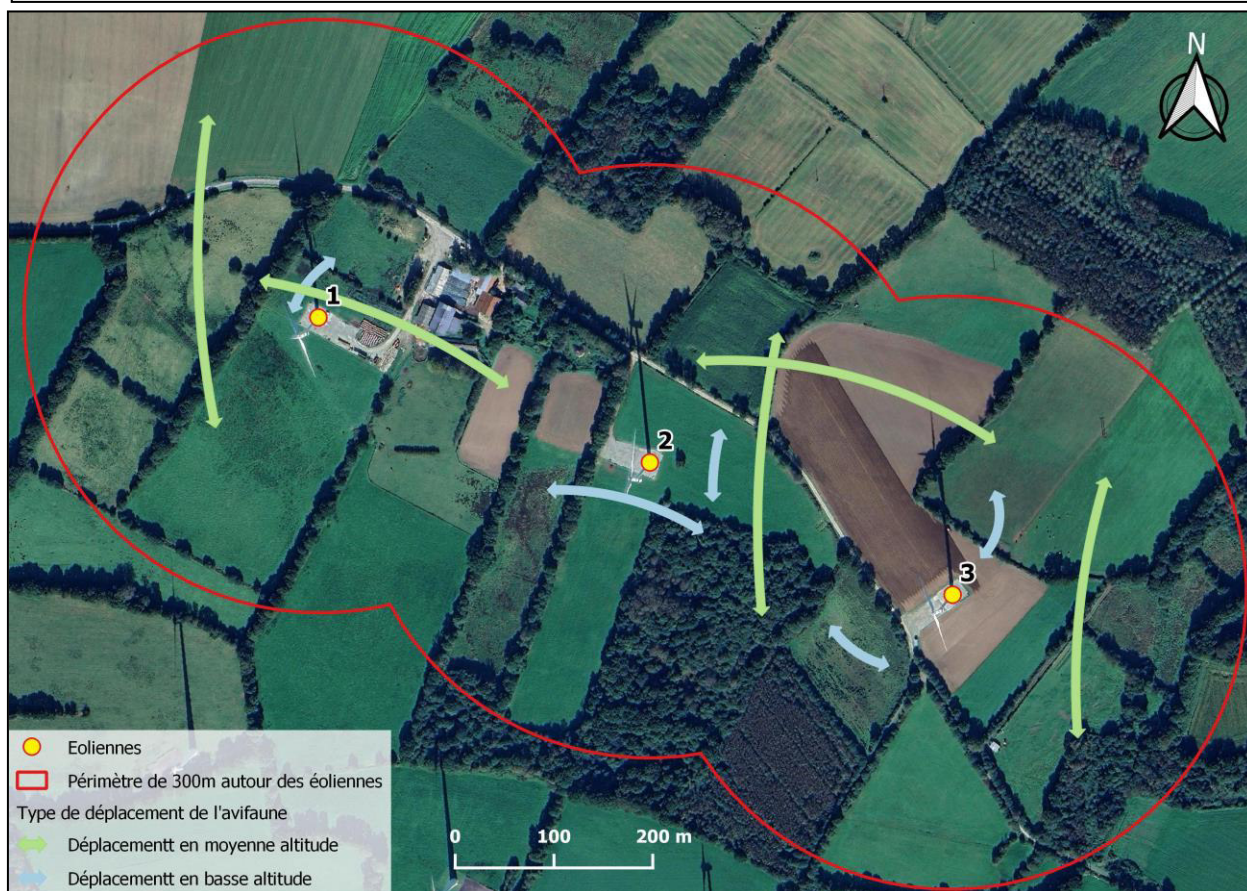 N
1
2
3
Eoliennes
Périmètre de 300m autour des éoliennes
Type de déplacement de l'avifaune
Déplacementt en moyenne altitude
Déplacementt en basse altitude
0 100 200 m